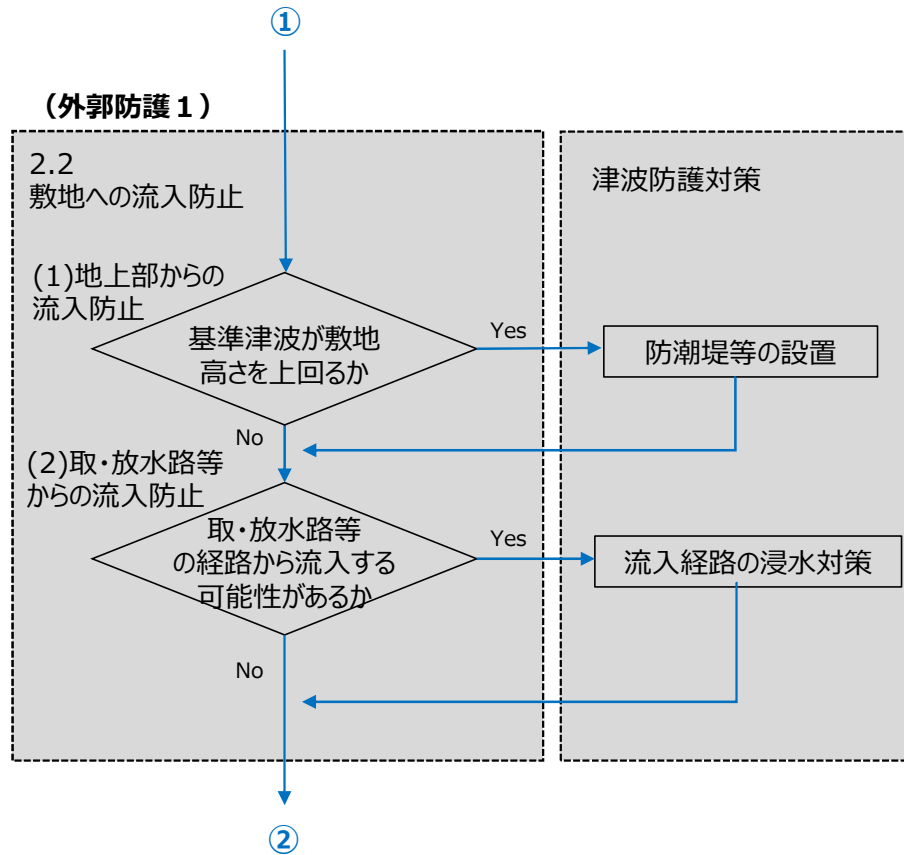 ①
（外郭防護１）
2.2
敷地への流入防止
津波防護対策
(1)地上部からの
流入防止
基準津波が敷地
高さを上回るか
Yes
防潮堤等の設置
No
(2)取・放水路等
からの流入防止
取・放水路等
の経路から流入する
可能性があるか
Yes
流入経路の浸水対策
No
②